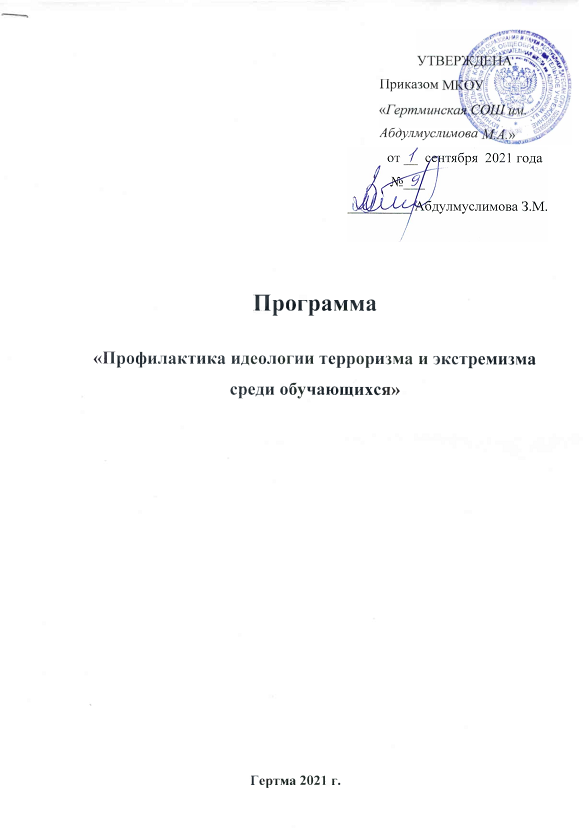 УТВЕРЖДЕНА:
Приказом МКОУ
«Гертминская СОШ им.
Абдулмуслимова М.А.»
от 1 сентября 2021 года
№ 9
Абдулмуслимова З.М.
Программа
«Профилактика идеологии терроризма и экстремизма
среди обучающихся»
Гертма 2021 г.